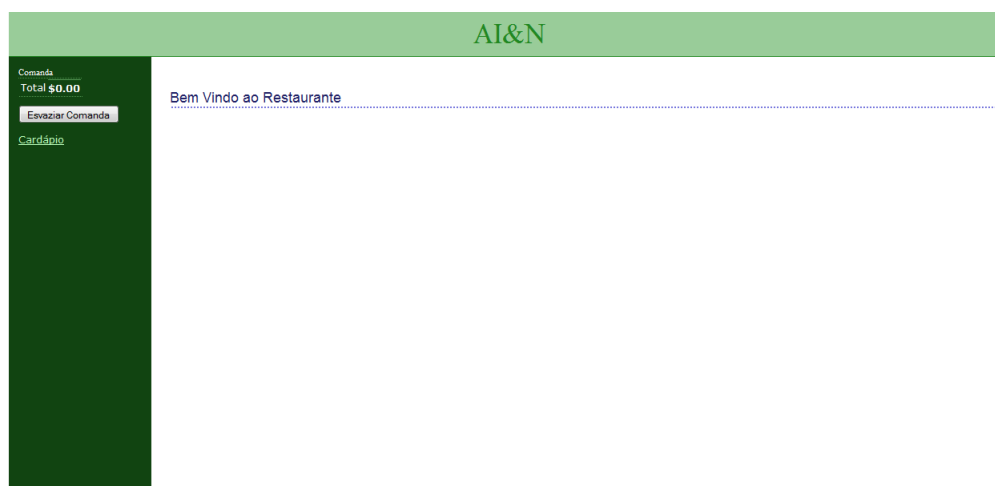 AI&N
Comanda
Total $0.00
Esvaziar Comanda
Cardápio
Bem Vindo ao Restaurante